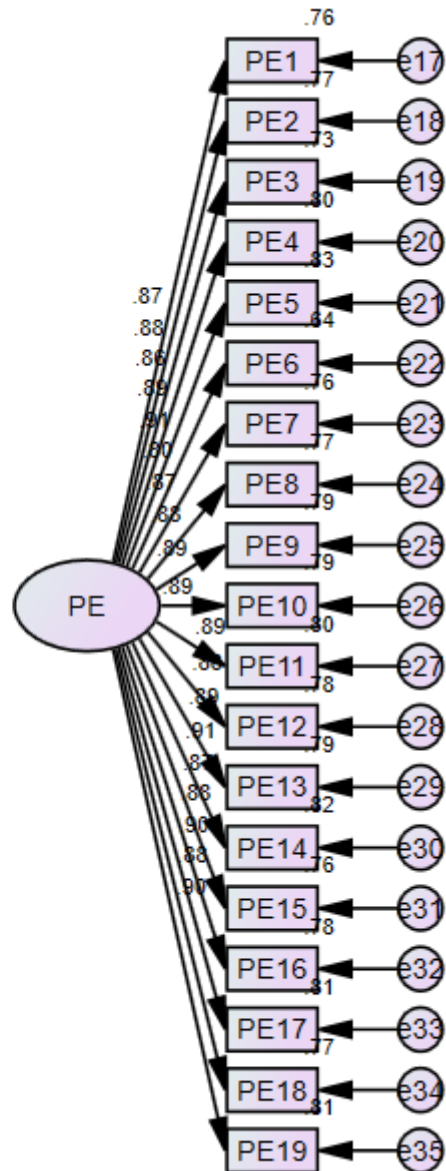 .76
PE1
e17
.77
PE2
e18
.73
PE3
e19
.80
PE4
e20
.83
PE5
e21
.64
PE6
e22
.76
PE7
e23
.77
PE8
e24
.79
PE9
e25
.79
PE10
e26
.80
PE11
e27
.78
PE12
e28
.79
PE13
e29
.82
PE14
e30
.76
PE15
e31
.78
PE16
e32
.81
PE17
e33
.77
PE18
e34
.81
PE19
e35
.87
.88
.86
.89
.91
.80
.87
.88
.89
.89
.89
.88
.89
.91
.87
.88
.90
.88
.90
PE